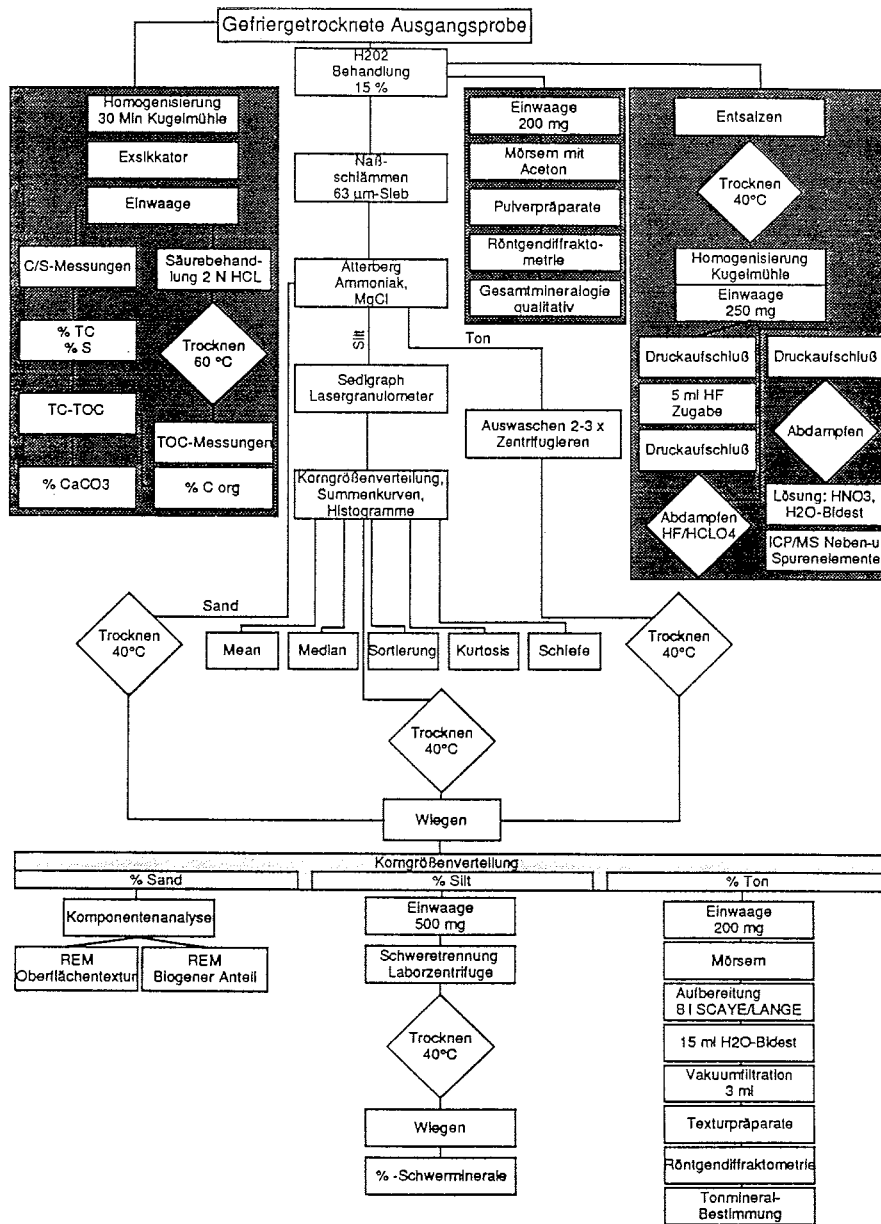 Gefriergetrocknete Ausgangsprobe
H202
Behandlung
15 %
Homogenisierung
30 Min Kugelmühle
Exsikkator
Einwaage
C/S-Messungen
% TC
% S
TC-TOC
% CaCO3
Säurebehand-
lung 2 N HCL
Trocknen
60 °C
TOC-Messungen
% C org
Naß-
schlämmen
63 µm-Sieb
Atterberg
Ammoniak,
MgCl
Silt
Ton
Sedigraph
Lasergranulometer
Korngrößenverteilung,
Summenkurven,
Histogramme
Auswaschen 2-3 x
Zentrifugieren
Einwaage
200 mg
Mörsern mit
Aceton
Pulverpräparate
Röntgendiffrakto-
metrie
Gesamtmineralogie
qualitativ
Entsalzen
Trocknen
40°C
Homogenisierung
Kugelmühle
Einwaage
250 mg
Druckaufschluß
5 ml HF
Zugabe
Druckaufschluß
Abdampfen
HF/HCLO4
Druckaufschluß
Abdampfen
Lösung: HNO3,
H2O-Bidest
ICP/MS Neben-u
Spurenelemente
Sand
Trocknen
40°C
Mean
Median
Sortierung
Kurtosis
Schiefe
Trocknen
40°C
Trocknen
40°C
Wiegen
Korngrößenverteilung
% Sand
% Silt
% Ton
Komponentenanalyse
REM
Oberflächentextur
REM
Biogener Anteil
Einwaage
500 mg
Schweretrennung
Laborzentrifuge
Trocknen
40°C
Wiegen
% -Schwerminerale
Einwaage
200 mg
Mörsern
Aufbereitung
BISCAYE/LANGE
15 ml H2O-Bidest
Vakuumfiltration
3 ml
Texturpräparate
Röntgendiffraktometrie
Tonmineral-
Bestimmung